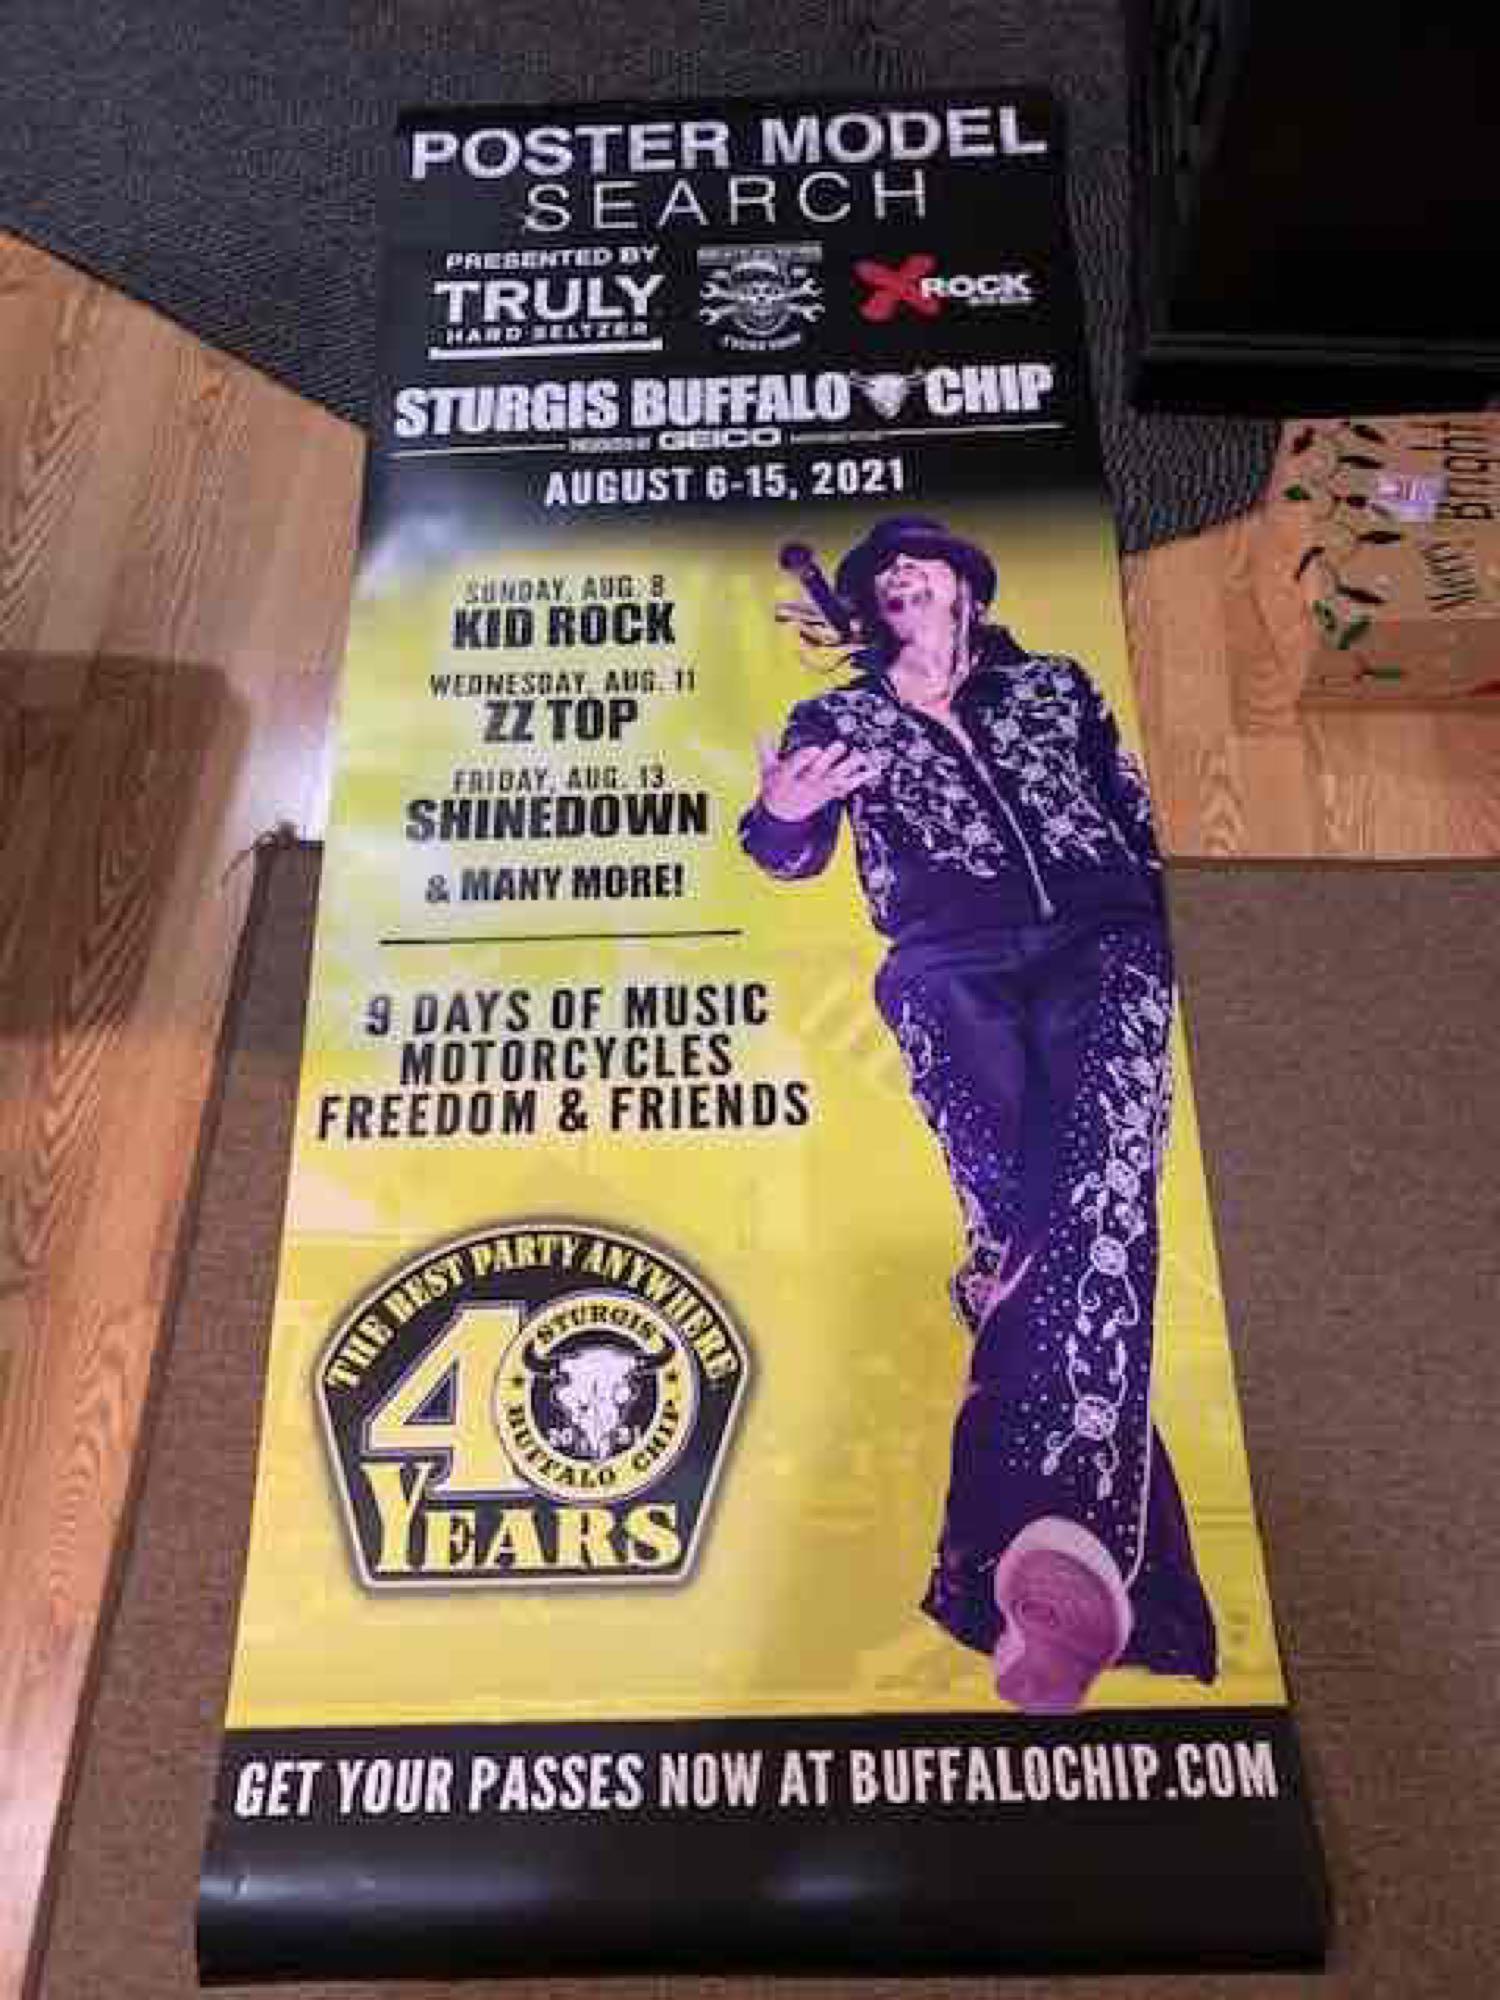 POSTER MODEL
SEARCH
PRESENTED BY
TRULY
HARD SELTZER
XROCK
STURGIS BUFFALO CHIP
GEICO
AUGUST 6-15, 2021
SUNDAY, AUG. 8
KID ROCK
WEDNESDAY, AUG. 11
ZZ TOP
FRIDAY, AUG. 13
SHINEDOWN
& MANY MORE!
9 DAYS OF MUSIC
MOTORCYCLES
FREEDOM & FRIENDS
THE BEST PARTY ANYWHERE
40
STURGIS
BUFFALO CHIP
YEARS
GET YOUR PASSES NOW AT BUFFALOCHIP.COM